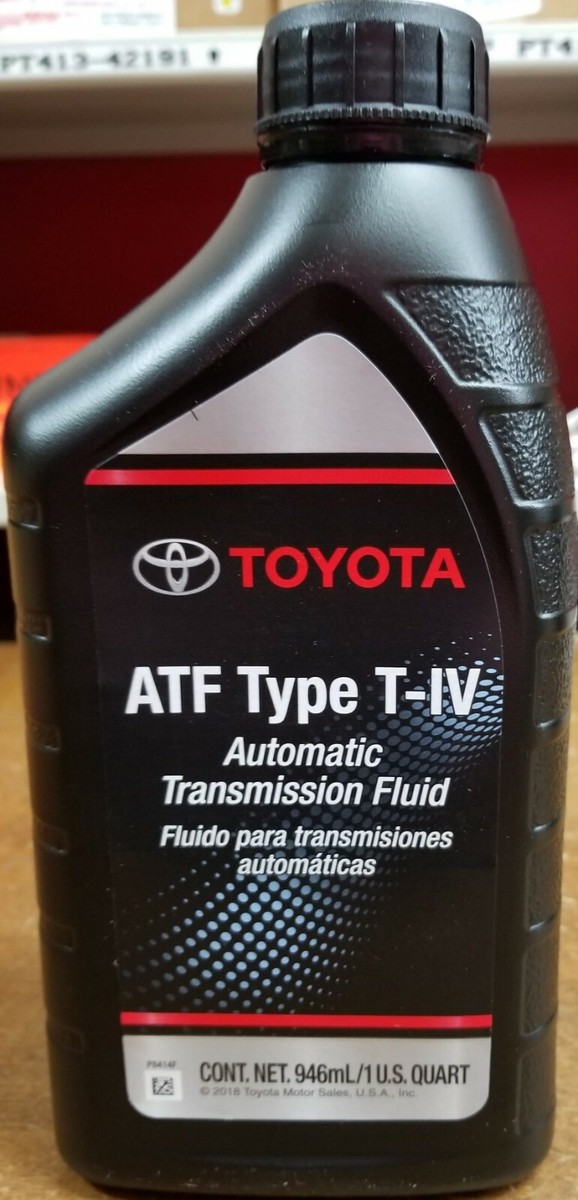 PT413-42191
PT4
TOYOTA
ATF Type T-IV
Automatic
Transmission Fluid
Fluido para transmisiones
automáticas
CONT. NET. 946mL/1 U.S. QUART
© 2018 Toyota Motor Sales, U.S.A., Inc.